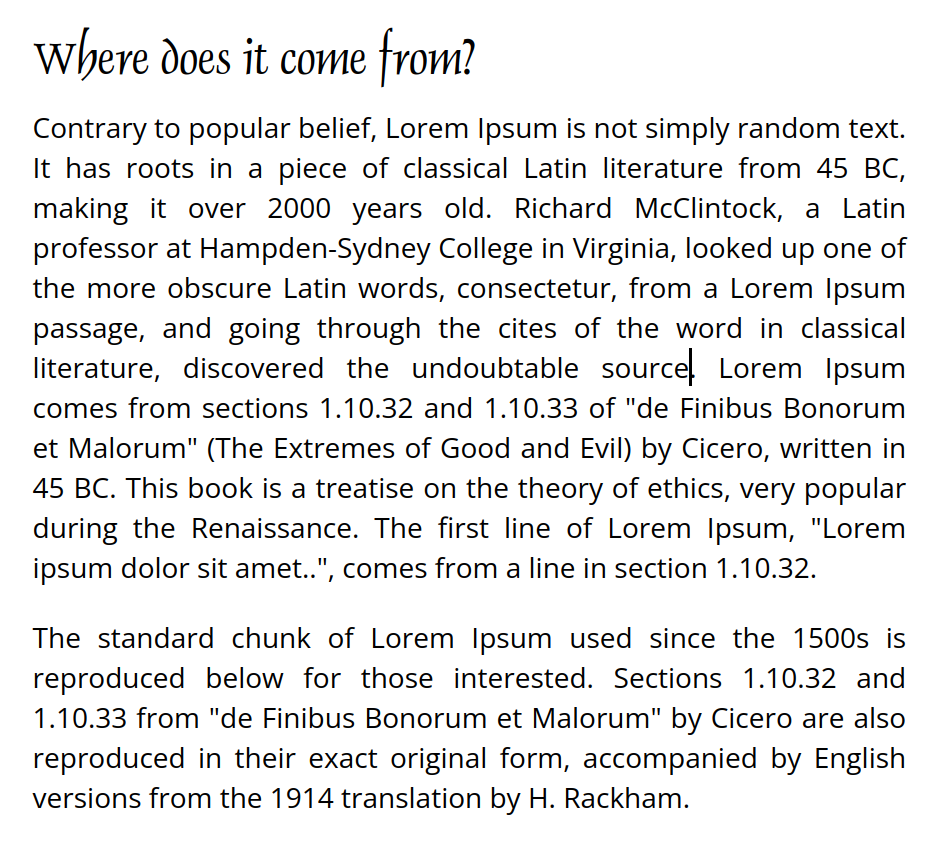 Where does it come from?
Contrary to popular belief, Lorem Ipsum is not simply random text.
It has roots in a piece of classical Latin literature from 45 BC,
making it over 2000 years old. Richard McClintock, a Latin
professor at Hampden-Sydney College in Virginia, looked up one of
the more obscure Latin words, consectetur, from a Lorem Ipsum
passage, and going through the cites of the word in classical
literature, discovered the undoubtable source. Lorem Ipsum
comes from sections 1.10.32 and 1.10.33 of "de Finibus Bonorum
et Malorum" (The Extremes of Good and Evil) by Cicero, written in
45 BC. This book is a treatise on the theory of ethics, very popular
during the Renaissance. The first line of Lorem Ipsum, "Lorem
ipsum dolor sit amet..", comes from a line in section 1.10.32.
The standard chunk of Lorem Ipsum used since the 1500s is
reproduced below for those interested. Sections 1.10.32 and
1.10.33 from "de Finibus Bonorum et Malorum" by Cicero are also
reproduced in their exact original form, accompanied by English
versions from the 1914 translation by H. Rackham.